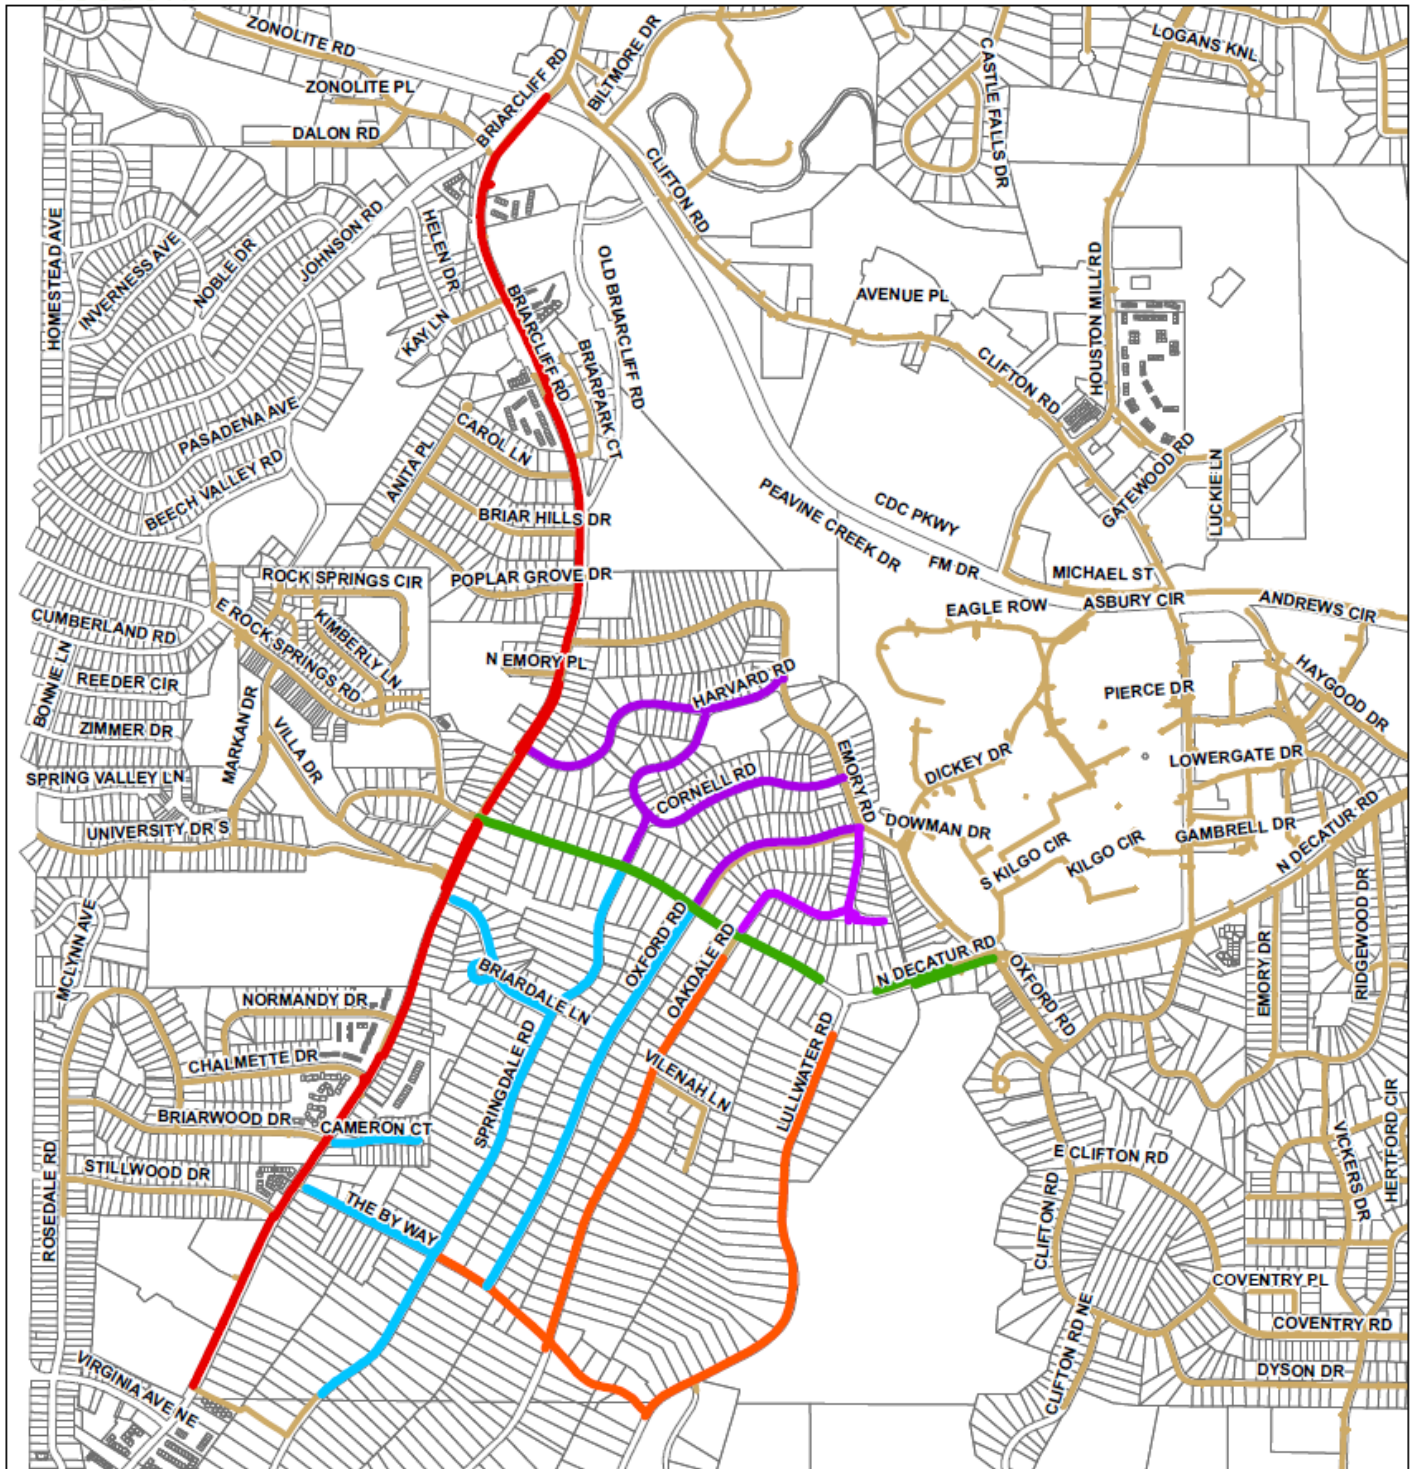 ZONOLITE RD
BILTMORE DR
LOGANS KNL
CASTLE FALLS DR
BRIARCLIFF RD
ZONOLITE PL
DALON RD
CLIFTON RD
HOMESTEAD AVE
INVERNESS AVE
NOBLE DR
JOHNSON RD
HELEN DR
OLD BRIARCLIFF RD
HOUSTON MILL RD
AVENUE PL
KAY LN
BRIARCLIFF RD
BRIARPARK CT
CLIFTON RD
PASADENA AVE
CAROL LN
ANITA PL
BEECH VALLEY RD
GATEWOOD RD
LUCKIE LN
BRIAR HILLS DR
PEAVINE CREEK DR
CDC PKWY
FM DR
ROCK SPRINGS CIR
POPLAR GROVE DR
MICHAEL ST
EAGLE ROW
ASBURY CIR
ANDREWS CIR
CUMBERLAND RD
E ROCK SPRINGS RD
KIMBERLY LN
BONNIE LN
REEDER CIR
N EMORY PL
HARVARD RD
PIERCE DR
HAYGOOD DR
ZIMMER DR
MARKAN DR
VILLA DR
EMORY RD
DICKEY DR
LOWERGATE DR
SPRING VALLEY LN
CORNELL RD
UNIVERSITY DR S
DOWMAN DR
GAMBRELL DR
N DECATUR RD
S KILGO CIR
KILGO CIR
MCLYNN AVE
OXFORD RD
OAKDALE RD
N DECATUR RD
OXFORD RD
EMORY DR
RIDGEWOOD DR
BRIARDALE LN
NORMANDY DR
CHALMETTE DR
SPRINGDALE RD
VILENAH LN
LULLWATER RD
BRIARWOOD DR
CAMERON CT
VICKERS DR
HERTFORD CIR
E CLIFTON RD
STILLWOOD DR
ROSEDALE RD
THE BY WAY
CLIFTON RD
COVENTRY PL
COVENTRY RD
CLIFTON RD NE
DYSON DR
VIRGINIA AVE NE